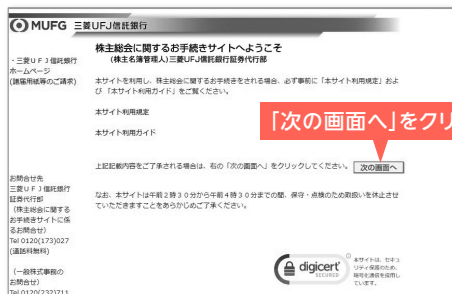 MUFG 三菱UFJ信託銀行
株主総会に関するお手続きサイトへようこそ
(株主名簿管理人)三菱UFJ信託銀行証券代行部
・三菱UFJ信託銀行
ホームページ
(諸届用紙等のご請求)
本サイトを利用し、株主総会に関するお手続きをされる場合、必ず事前に「本サイト利用規定」およ
び「本サイト利用ガイド」をご覧ください。
本サイト利用規定
本サイト利用ガイド
「次の画面へ」をクリ
上記記載内容をご了承される場合は、右の「次の画面へ」をクリックしてください。 次の画面へ
なお、本サイトは午前2時30分から午前4時30分までの間、保守・点検のため取扱いを休止させ
ていただきますことをあらかじめご了承ください。
お問合せ先
三菱UFJ信託銀行
証券代行部
(株主総会に関する
お手続きサイトに係
るお問合せ)
Tel 0120(173)027
(通話料無料)
(一般株式事務の
お問合せ)
Tel 0120(232)711
digicert
SECURED
本サイトは、セキュ
リティ保護のため、
暗号化通信を採用し
ています。